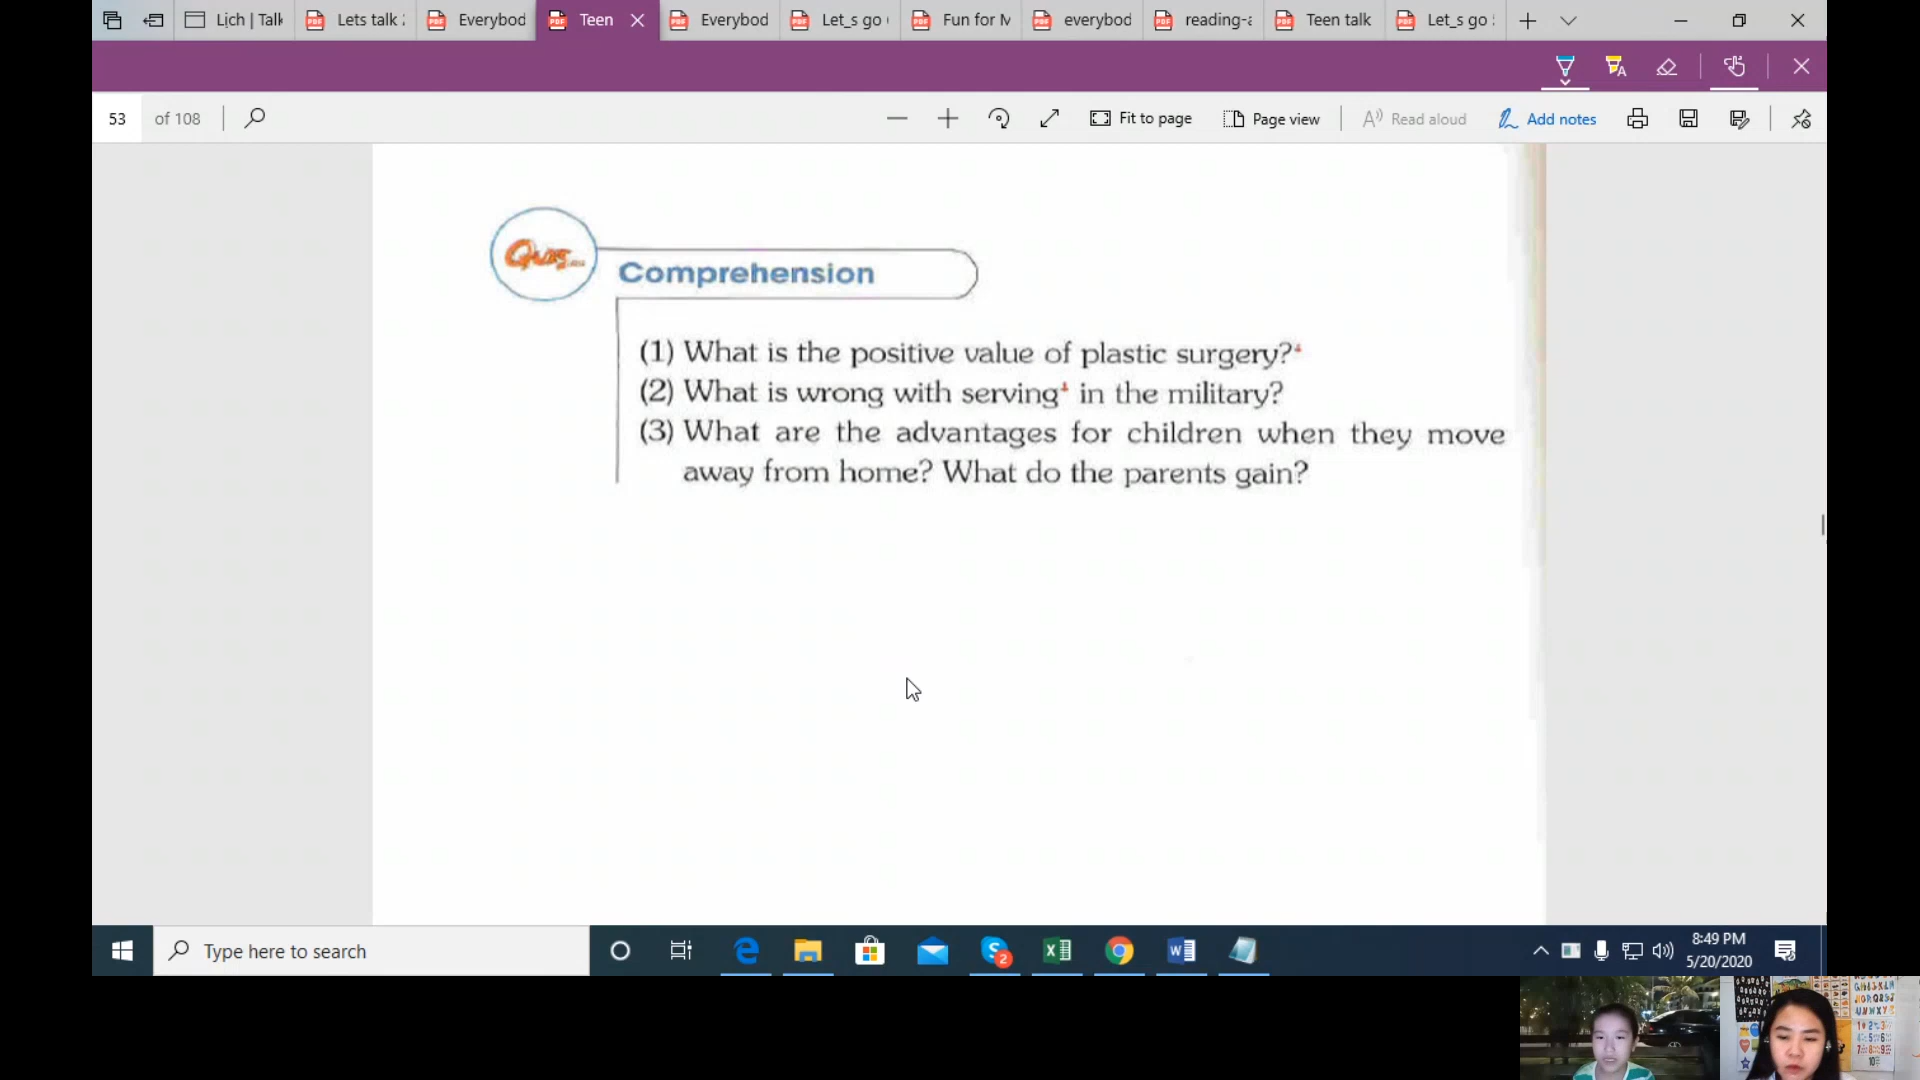 Lịch | Talk
Lets talk 2
Everybod
Teen
Everybod
Let_s go
Fun for M
everybod
reading-a
Teen talk
Let_s go
53 of 108
Fit to page
Page view
Read aloud
Add notes
Comprehension
(1) What is the positive value of plastic surgery?
(2) What is wrong with serving in the military?
(3) What are the advantages for children when they move
away from home? What do the parents gain?
Type here to search
2
8:49 PM
5/20/2020